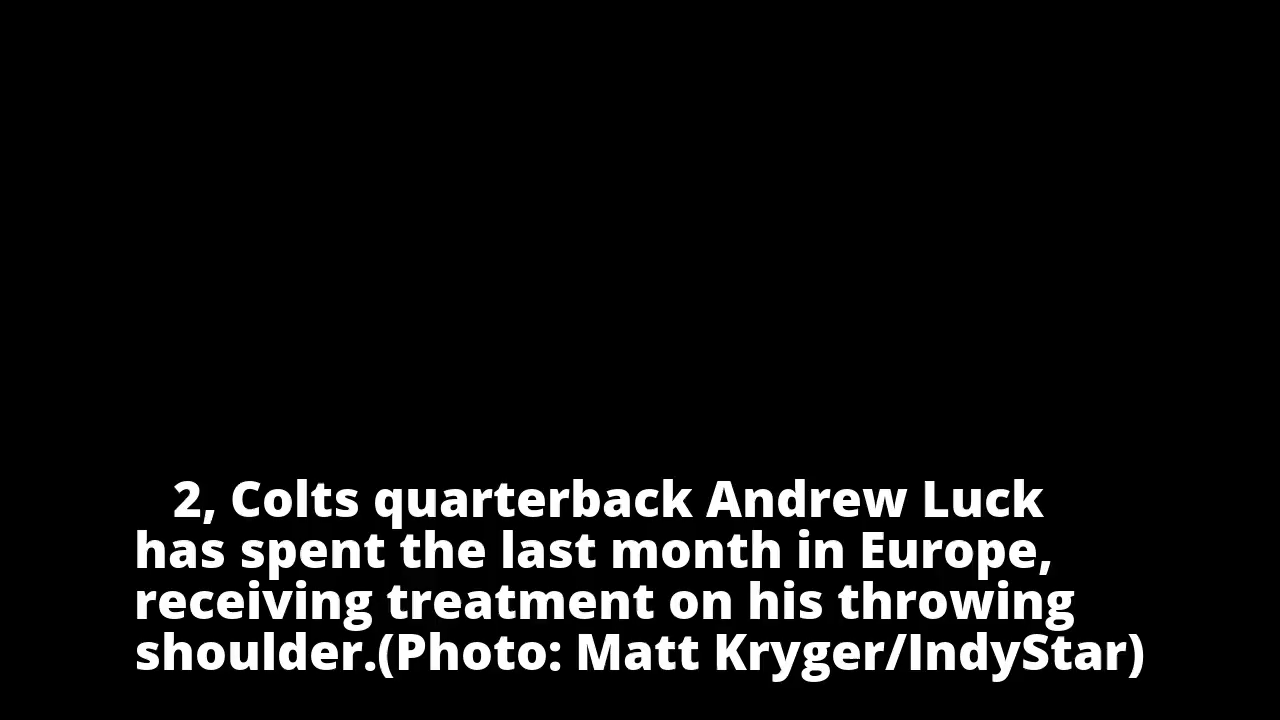 2, Colts quarterback Andrew Luck
has spent the last month in Europe,
receiving treatment on his throwing
shoulder.(Photo: Matt Kryger/IndyStar)